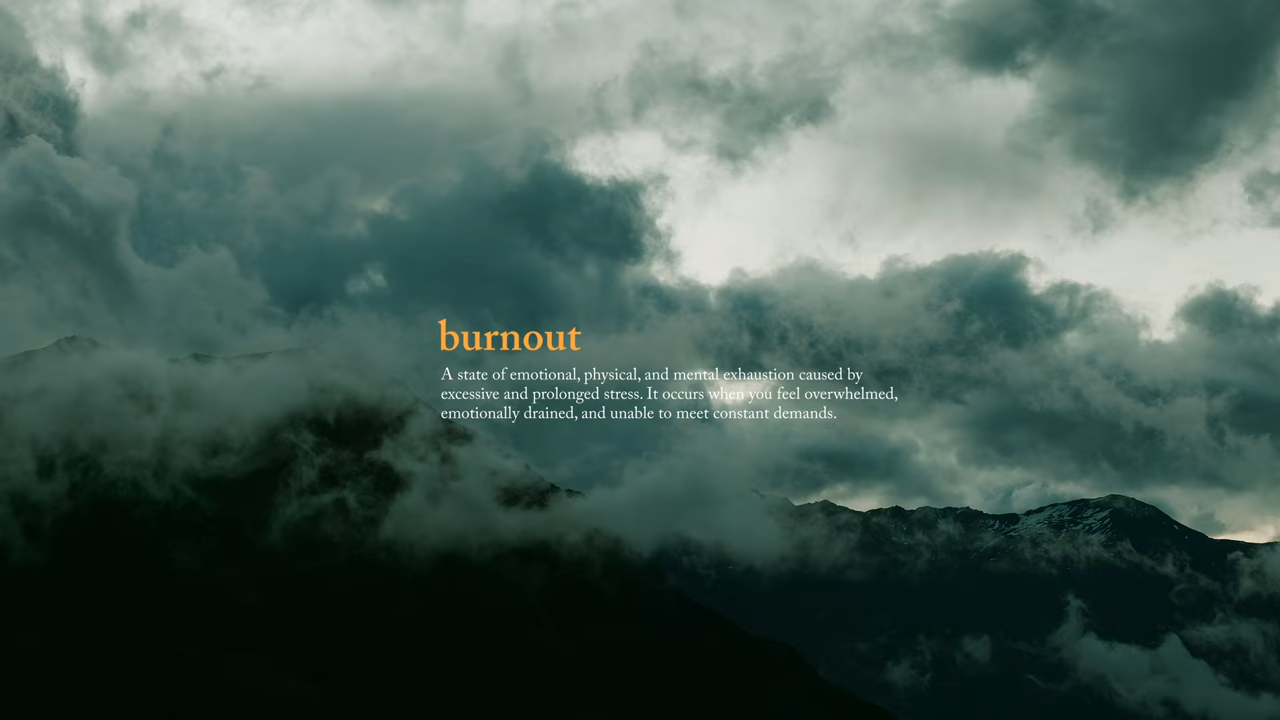 burnout
A state of emotional, physical, and mental exhaustion caused by
excessive and prolonged stress. It occurs when you feel overwhelmed,
emotionally drained, and unable to meet constant demands.